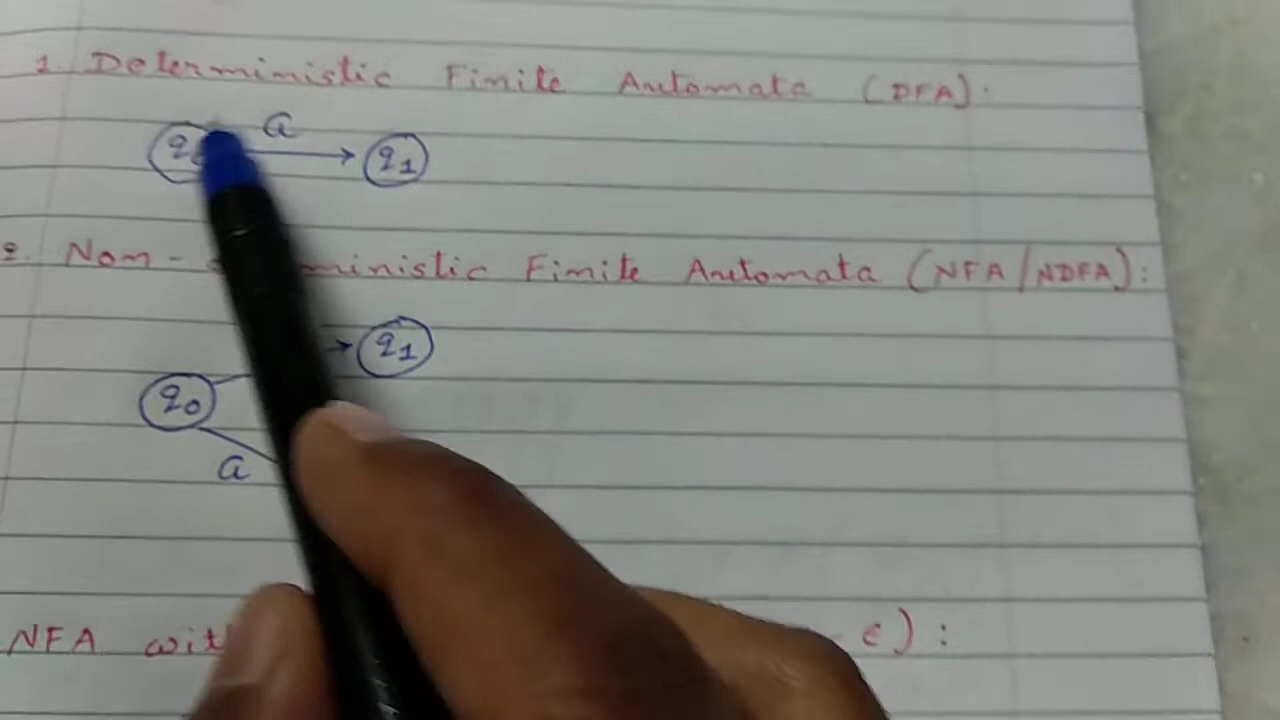 1. Deterministic Finite Automata (DFA):
a
q1
2. Non- ministic Finite Automata (NFA/NDFA):
q1
q0
a
NFA wit ε):